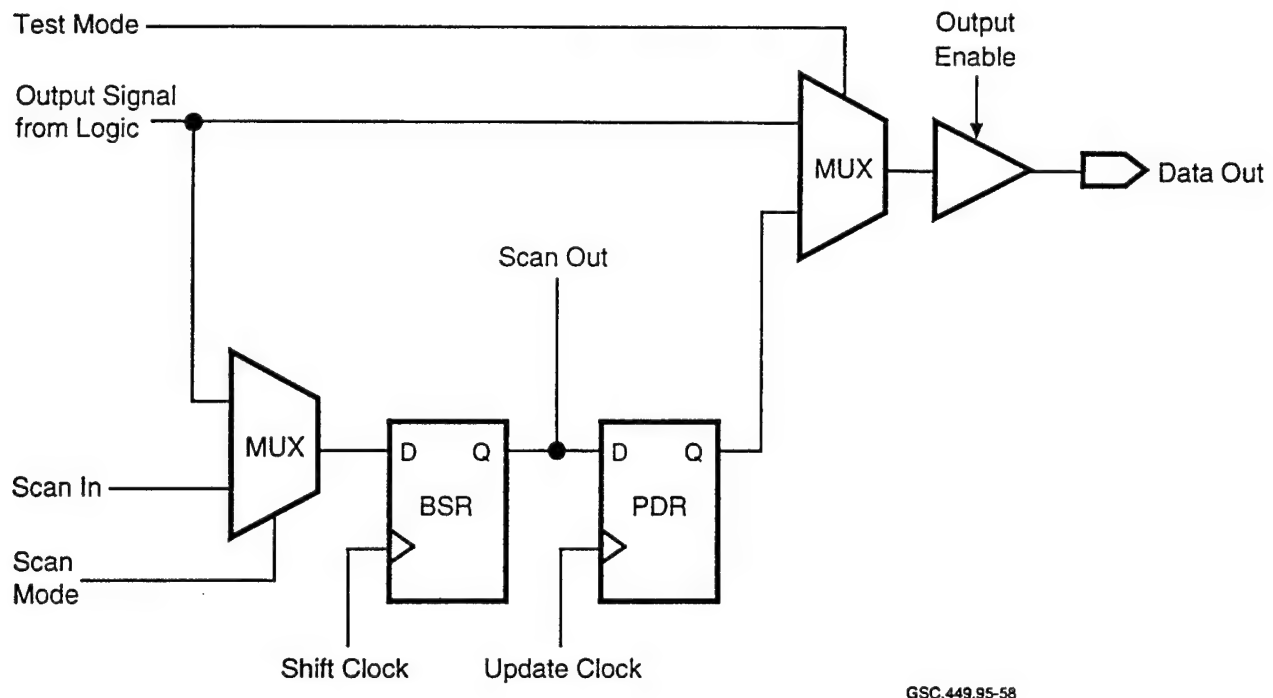 Test Mode
Output
Enable
Output Signal
from Logic
MUX
Data Out
Scan Out
MUX
D
Q
BSR
D
Q
PDR
Scan In
Scan
Mode
Shift Clock
Update Clock
GSC.449.95-58